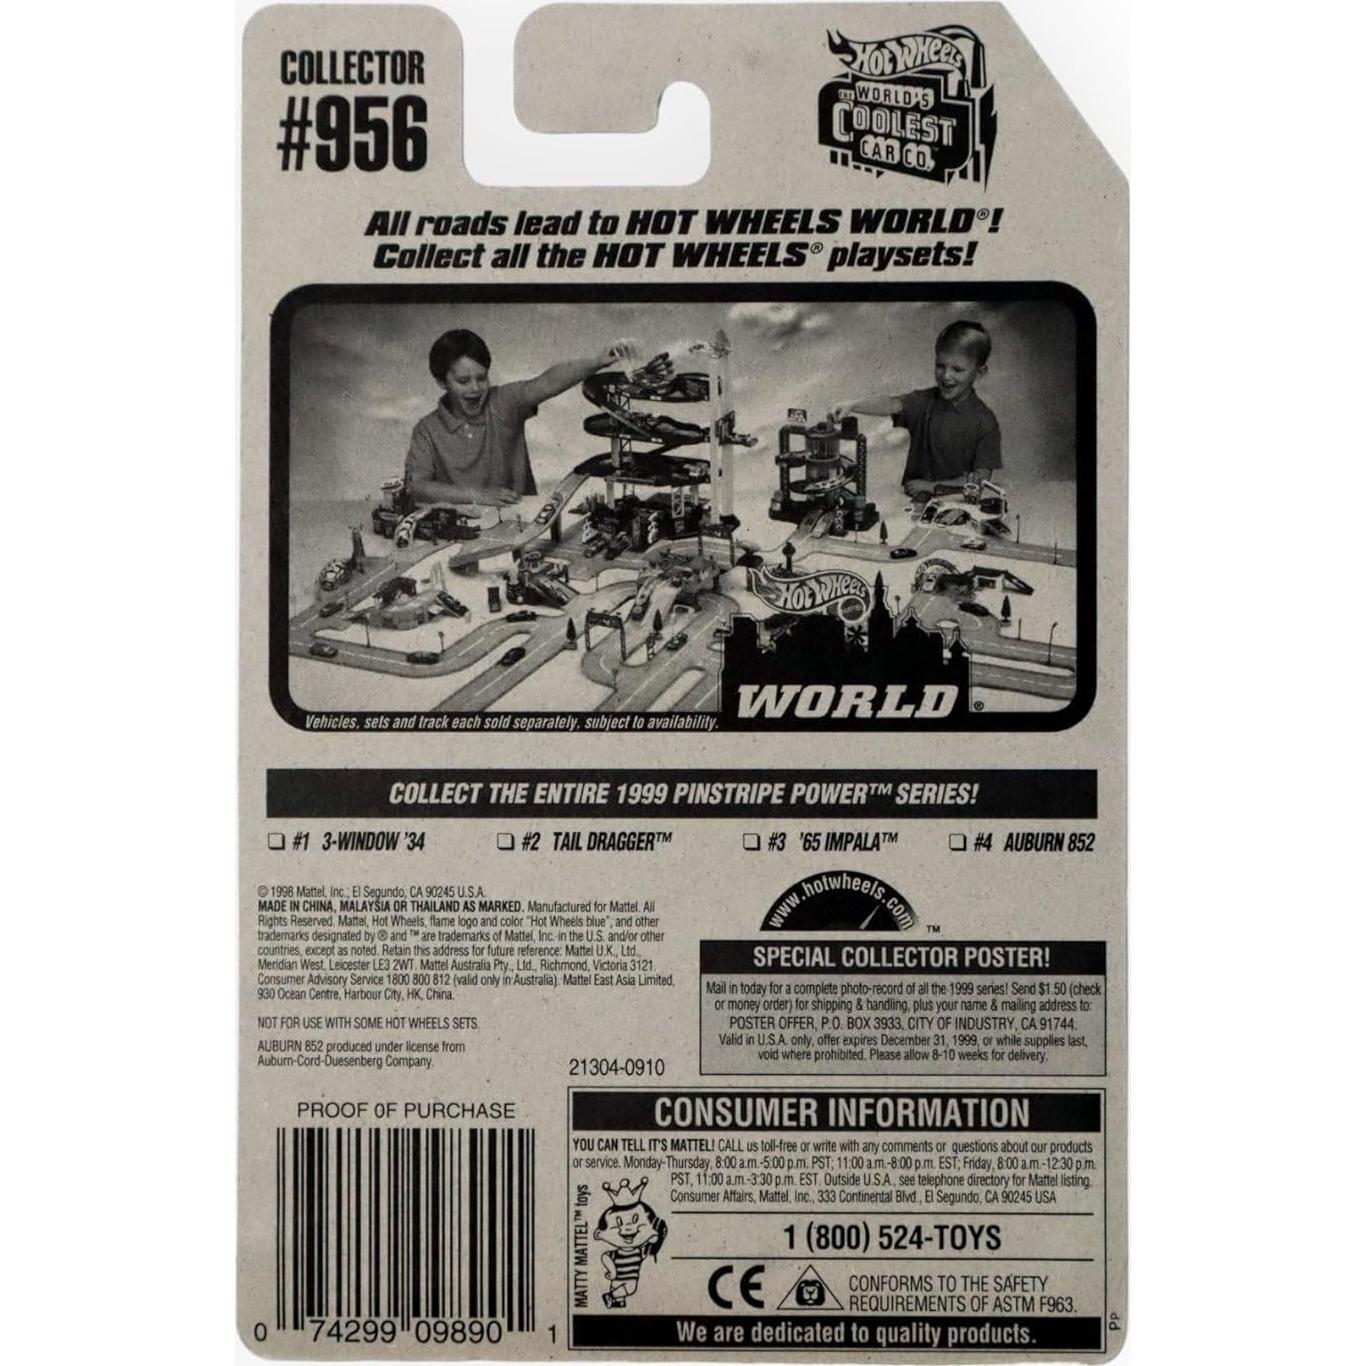 COLLECTOR
#956
HOT WHEELS
THE WORLD'S
COOLEST
CAR CO.™
All roads lead to HOT WHEELS WORLD®!
Collect all the HOT WHEELS® playsets!
HOT WHEELS
WORLD®
Vehicles, sets and track each sold separately, subject to availability.
COLLECT THE ENTIRE 1999 PINSTRIPE POWER™ SERIES!
❏ #1 3-WINDOW '34 ❏ #2 TAIL DRAGGER™ ❏ #3 '65 IMPALA™ ❏ #4 AUBURN 852
© 1998 Mattel, Inc., El Segundo, CA 90245 U.S.A.
MADE IN CHINA, MALAYSIA OR THAILAND AS MARKED. Manufactured for Mattel. All
Rights Reserved. Mattel, Hot Wheels, flame logo and color "Hot Wheels blue", and other
trademarks designated by ® and ™ are trademarks of Mattel, Inc. in the U.S. and/or other
countries, except as noted. Retain this address for future reference: Mattel U.K., Ltd.,
Meridian West, Leicester LE3 2WT. Mattel Australia Pty., Ltd., Richmond, Victoria 3121.
Consumer Advisory Service 1800 800 812 (valid only in Australia). Mattel East Asia Limited,
930 Ocean Centre, Harbour City, HK, China.
NOT FOR USE WITH SOME HOT WHEELS SETS.
AUBURN 852 produced under license from
Auburn-Cord-Duesenberg Company.
21304-0910
www.hotwheels.com™
SPECIAL COLLECTOR POSTER!
Mail in today for a complete photo-record of all the 1999 series! Send $1.50 (check
or money order) for shipping & handling, plus your name & mailing address to:
POSTER OFFER, P.O. BOX 3933, CITY OF INDUSTRY, CA 91744.
Valid in U.S.A. only, offer expires December 31, 1999, or while supplies last,
void where prohibited. Please allow 8-10 weeks for delivery.
PROOF OF PURCHASE
0 74299 09890 1
CONSUMER INFORMATION
YOU CAN TELL IT'S MATTEL! CALL us toll-free or write with any comments or questions about our products
or service. Monday-Thursday, 8:00 a.m.-5:00 p.m. PST; 11:00 a.m.-8:00 p.m. EST; Friday, 8:00 a.m.-12:30 p.m.
PST, 11:00 a.m.-3:30 p.m. EST. Outside U.S.A., see telephone directory for Mattel listing.
Consumer Affairs, Mattel, Inc., 333 Continental Blvd., El Segundo, CA 90245 USA
MATTY MATTEL™ toys
1 (800) 524-TOYS
CE
CONFORMS TO THE SAFETY
REQUIREMENTS OF ASTM F963.
We are dedicated to quality products.
PP